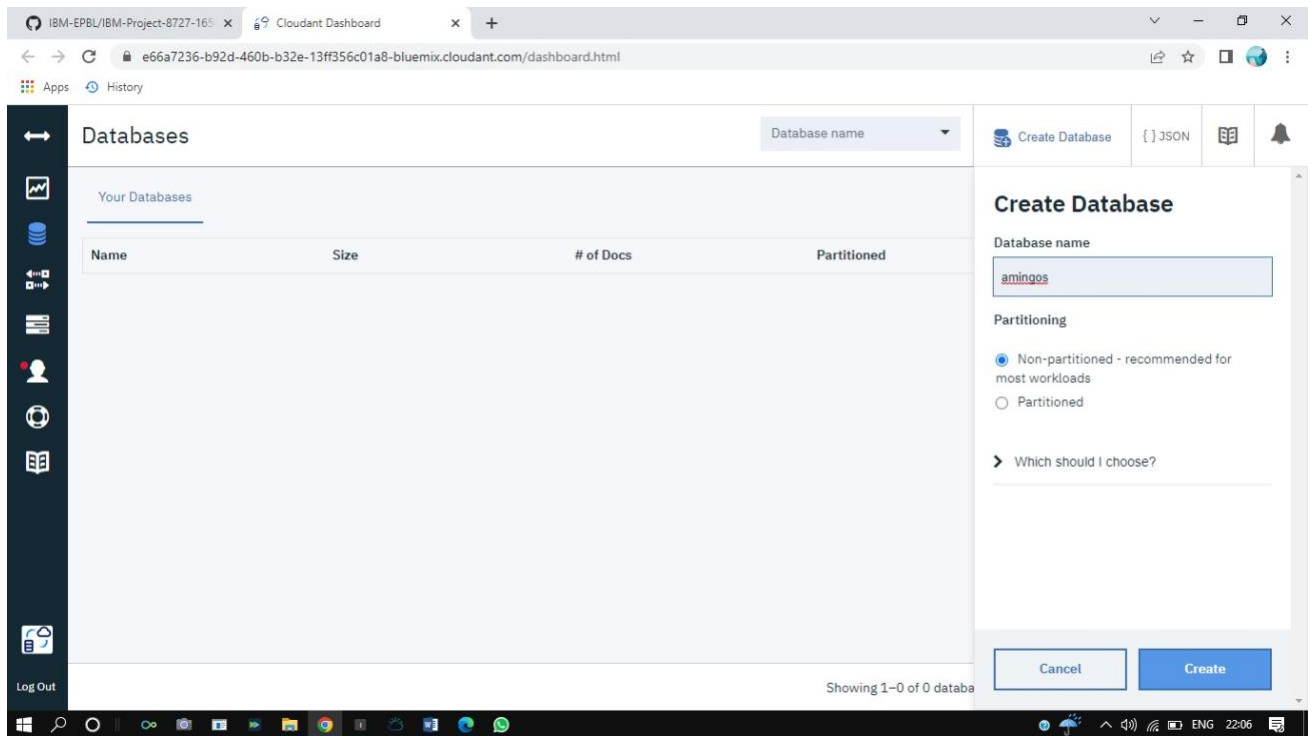 IBM-EPBL/IBM-Project-8727-165
Cloudant Dashboard
e66a7236-b92d-460b-b32e-13ff356c01a8-bluemix.cloudant.com/dashboard.html
Apps
History
Databases
Database name
Create Database
{ } JSON
Your Databases
Name Size # of Docs Partitioned
Create Database
Database name
amingos
Partitioning
Non-partitioned - recommended for
most workloads
Partitioned
Which should I choose?
Cancel
Create
Showing 1–0 of 0 databa
Log Out
ENG 22:06